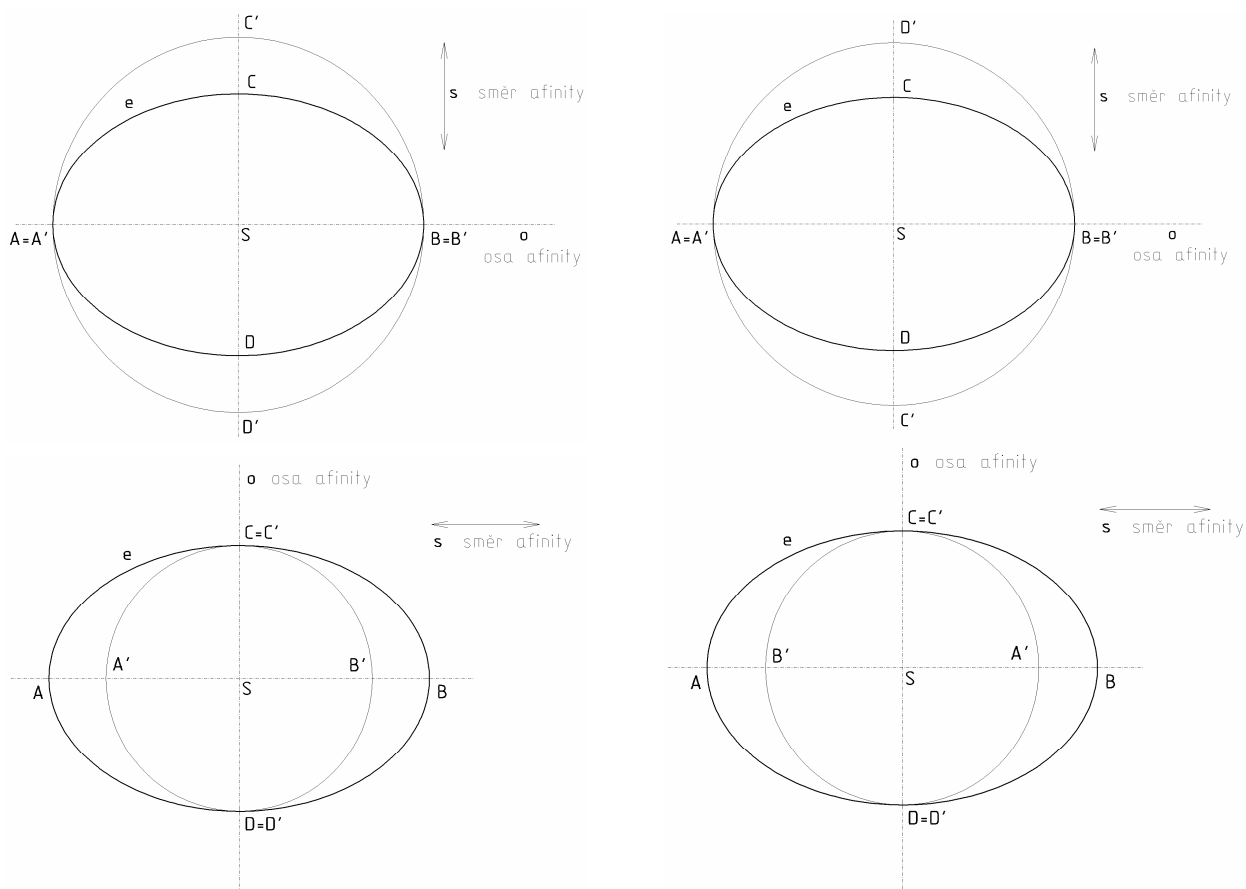 C'
C
e
s směr afinity
A=A'
S
B=B'
o
osa afinity
D
D'
D'
C
e
s směr afinity
A=A'
S
B=B'
o
osa afinity
D
C'
o osa afinity
C=C'
e
s směr afinity
A'
B'
A
S
B
D=D'
o osa afinity
C=C'
e
s směr afinity
B'
A'
A
S
B
D=D'